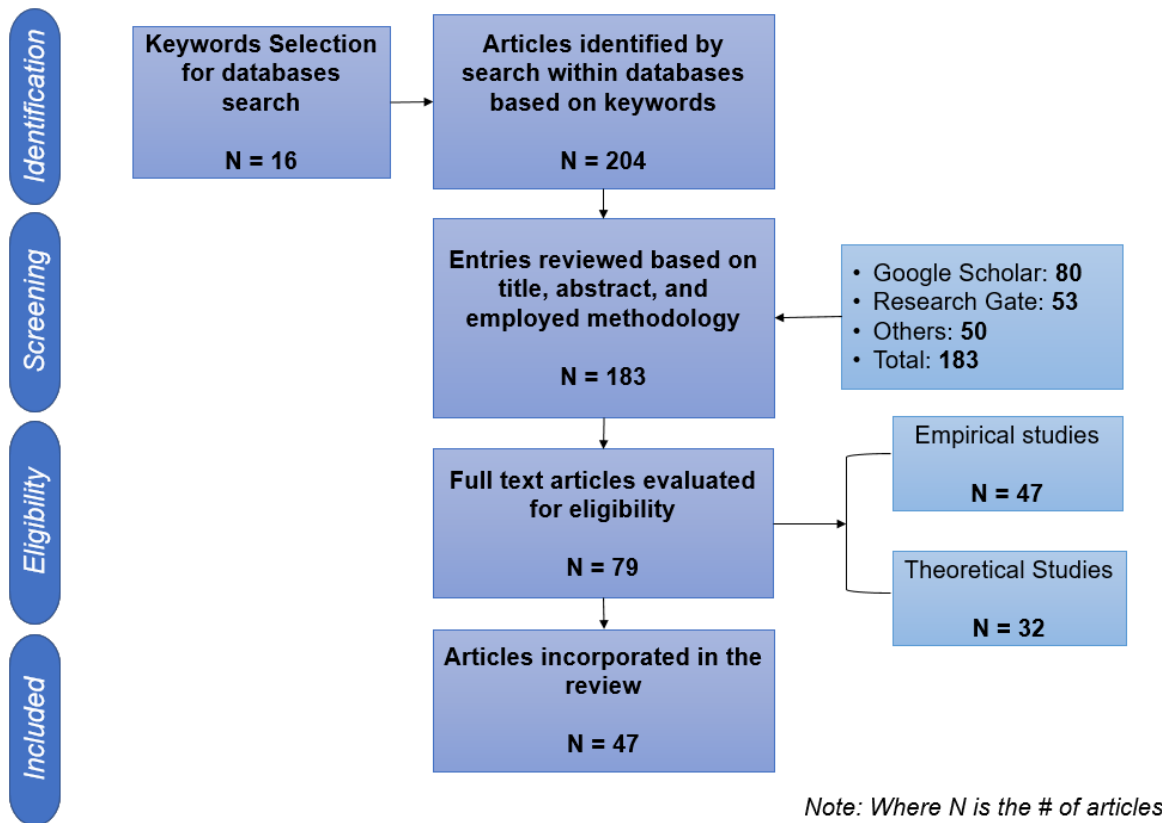 Identification
Keywords Selection
for databases
search
N = 16
Articles identified by
search within databases
based on keywords
N = 204
Screening
Entries reviewed based on
title, abstract, and
employed methodology
N = 183
• Google Scholar: 80
• Research Gate: 53
• Others: 50
• Total: 183
Eligibility
Full text articles evaluated
for eligibility
N = 79
Empirical studies
N = 47
Theoretical Studies
N = 32
Included
Articles incorporated in the
review
N = 47
Note: Where N is the # of articles